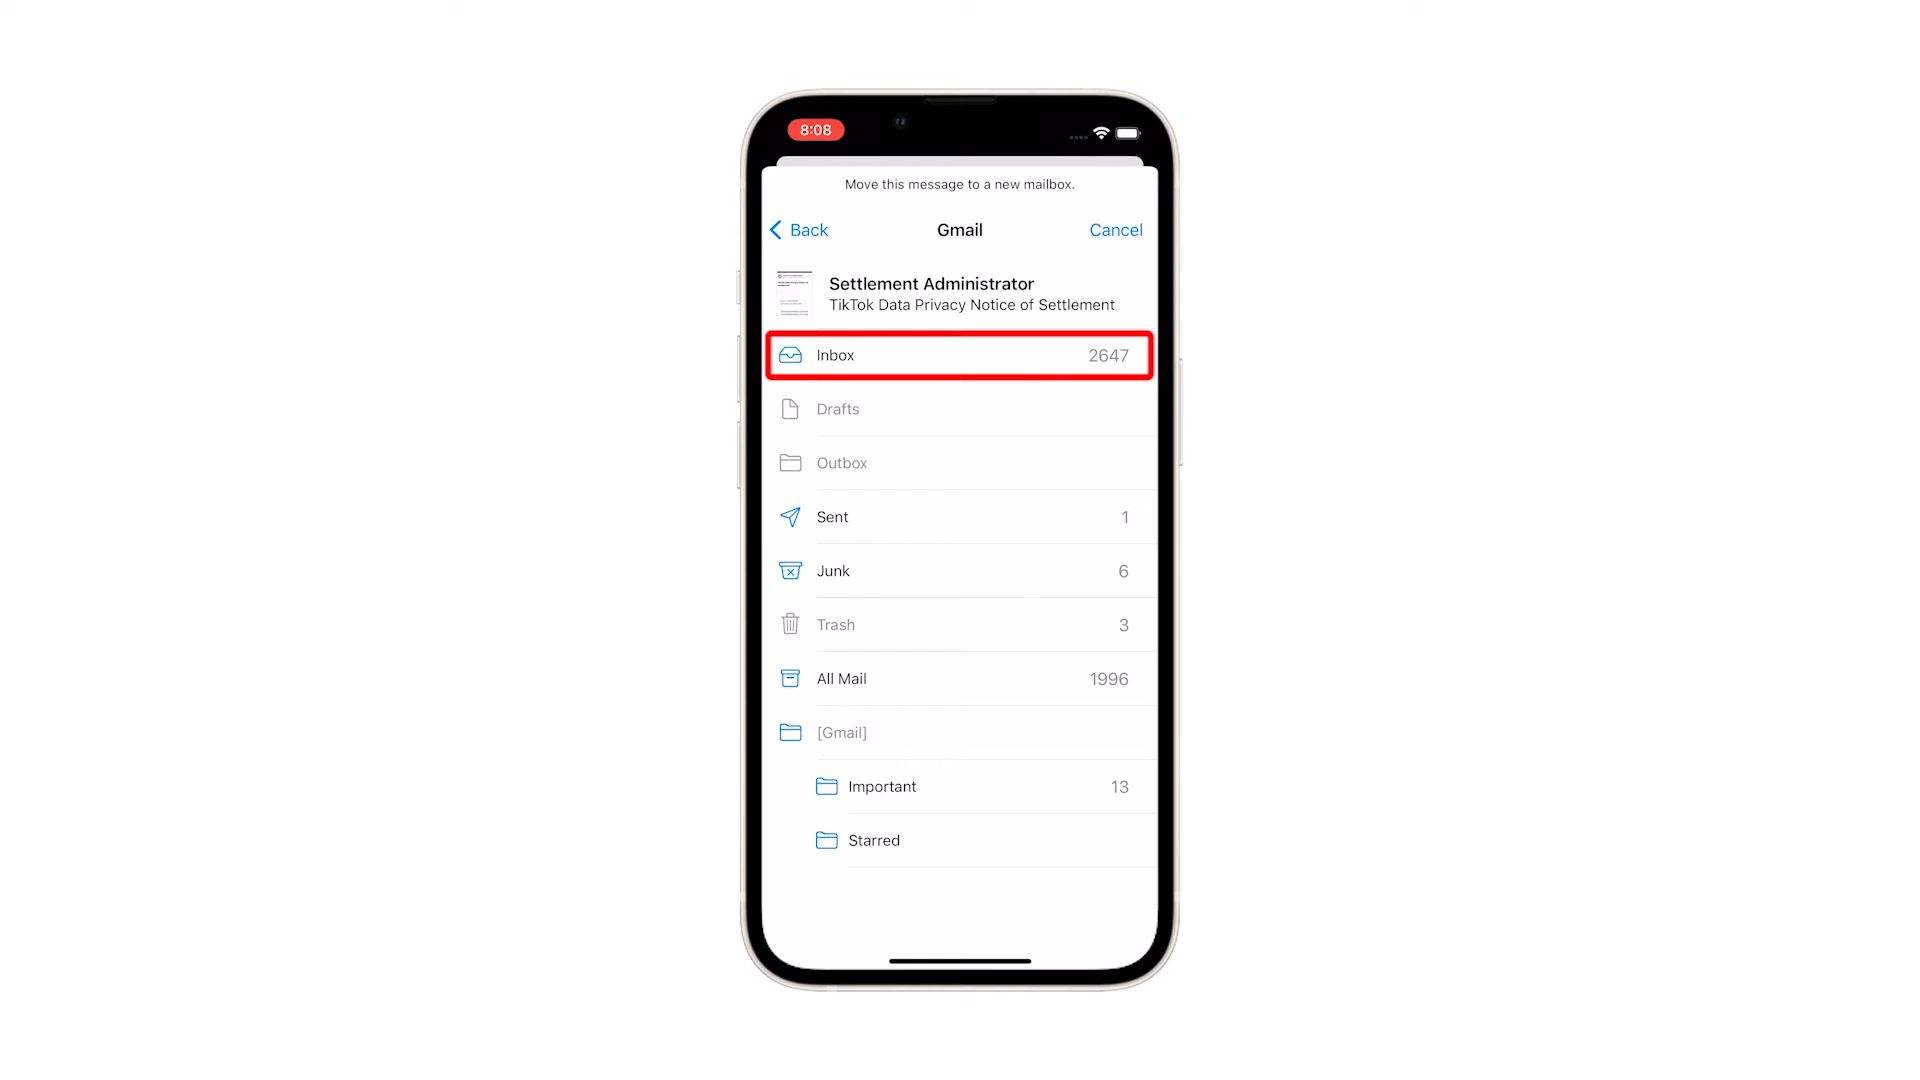 8:08
Move this message to a new mailbox.
Back
Gmail
Cancel
Settlement Administrator
TikTok Data Privacy Notice of Settlement
Inbox 2647
Drafts
Outbox
Sent 1
Junk 6
Trash 3
All Mail 1996
[Gmail]
Important 13
Starred